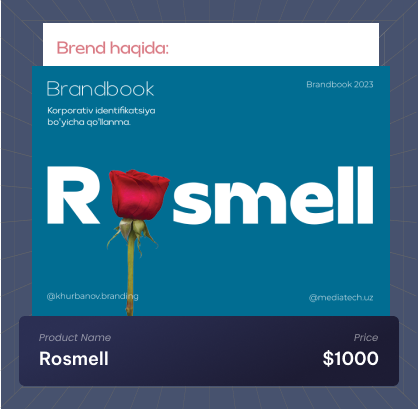 Brend haqida:
Brandbook
Brandbook 2023
Korporativ identifikatsiya
bo'yicha qo'llanma.
Rosmell
@khurbanov.branding
@mediatech.uz
Product Name
Price
Rosmell
$1000